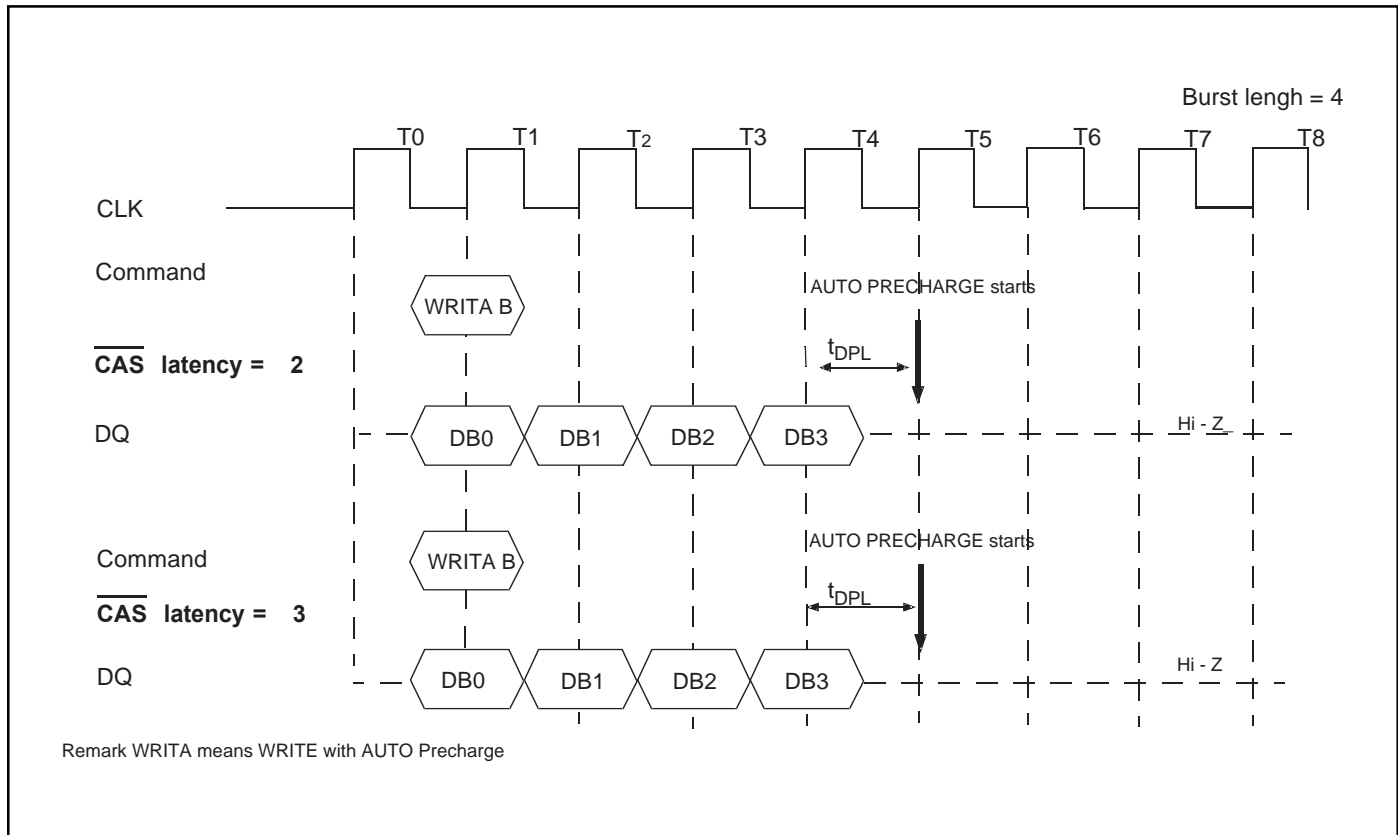 Burst lengh = 4
T0 T1 T2 T3 T4 T5 T6 T7 T8
CLK
Command
AUTO PRECHARGE starts
WRITA B
tDPL
CAS latency = 2
DQ
DB0 DB1 DB2 DB3
Hi - Z
AUTO PRECHARGE starts
Command
WRITA B
tDPL
CAS latency = 3
DQ
DB0 DB1 DB2 DB3
Hi - Z
Remark WRITA means WRITE with AUTO Precharge